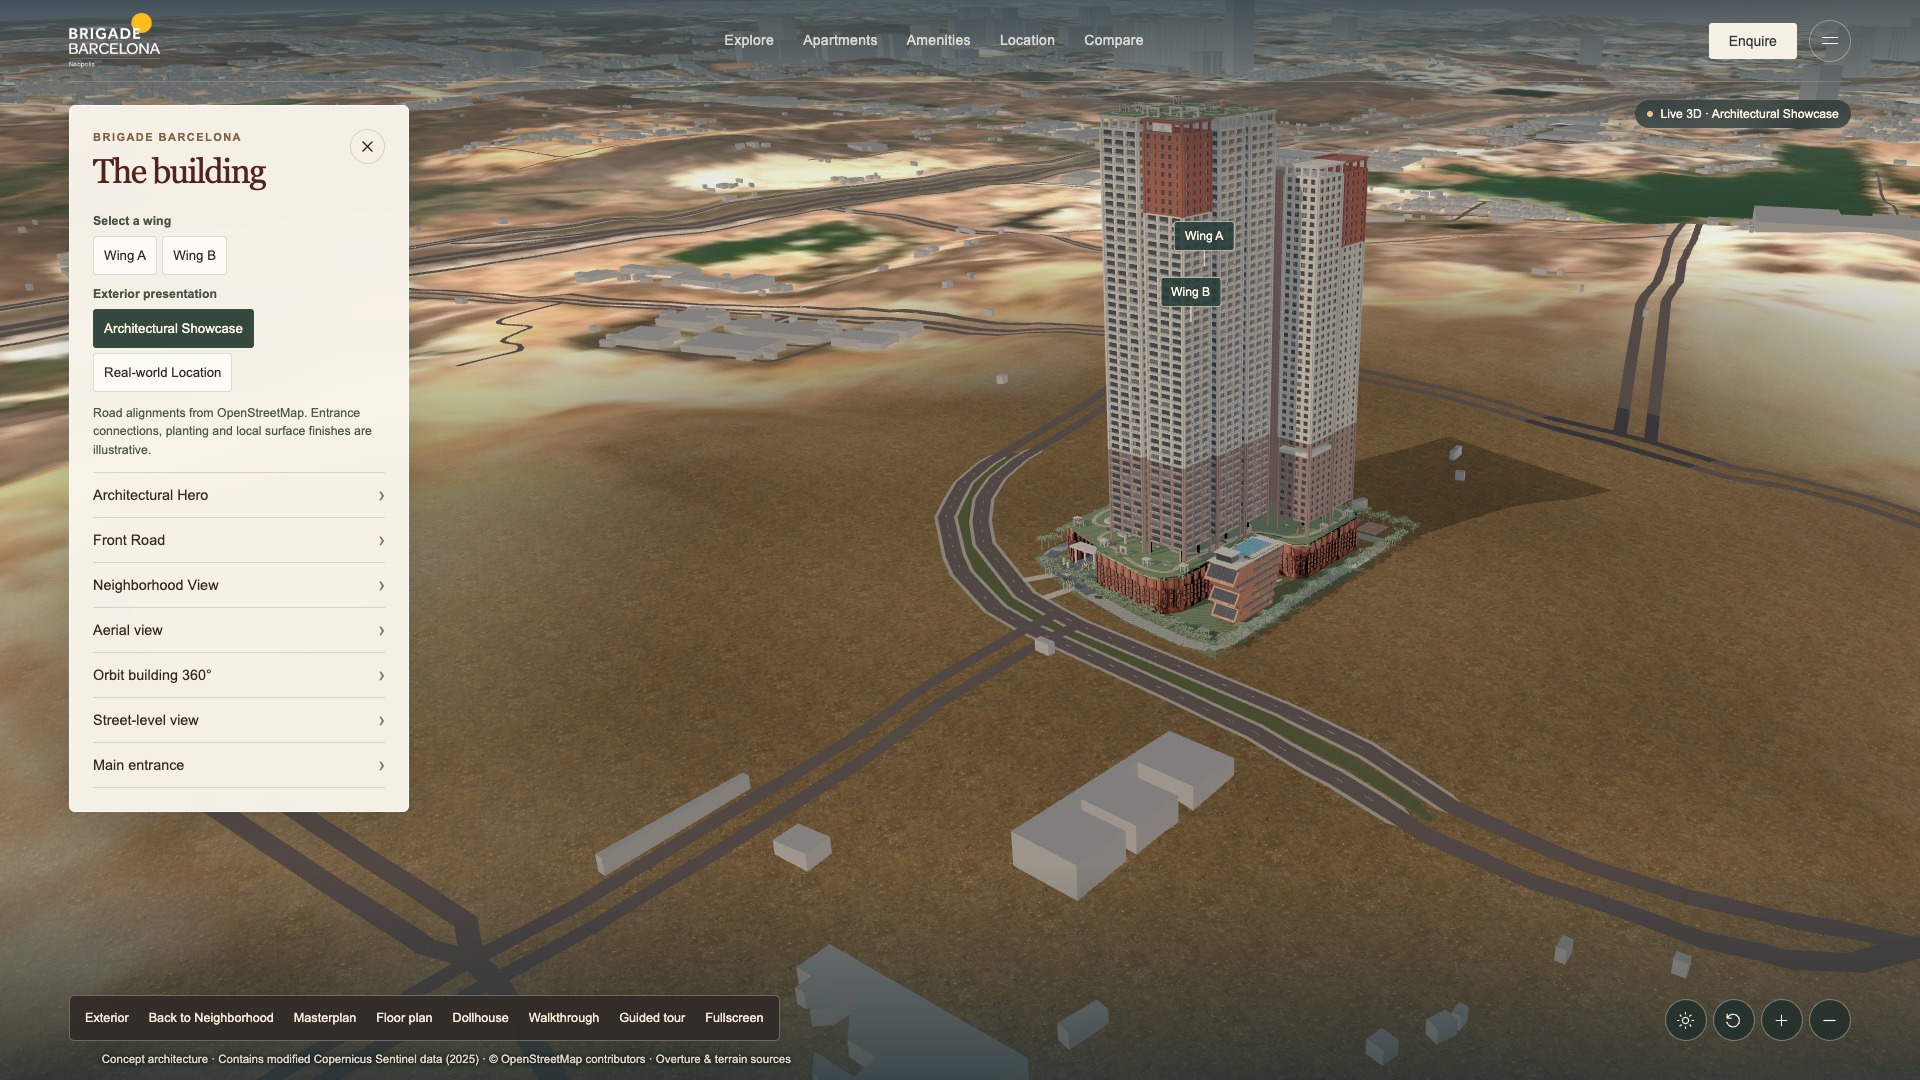 BRIGADE
BARCELONA
Neopolis
Explore
Apartments
Amenities
Location
Compare
Enquire
Live 3D · Architectural Showcase
BRIGADE BARCELONA
The building
Select a wing
Wing A
Wing B
Exterior presentation
Architectural Showcase
Real-world Location
Road alignments from OpenStreetMap. Entrance
connections, planting and local surface finishes are
illustrative.
Architectural Hero
Front Road
Neighborhood View
Aerial view
Orbit building 360°
Street-level view
Main entrance
Wing A
Wing B
Exterior
Back to Neighborhood
Masterplan
Floor plan
Dollhouse
Walkthrough
Guided tour
Fullscreen
Concept architecture · Contains modified Copernicus Sentinel data (2025) · © OpenStreetMap contributors · Overture & terrain sources